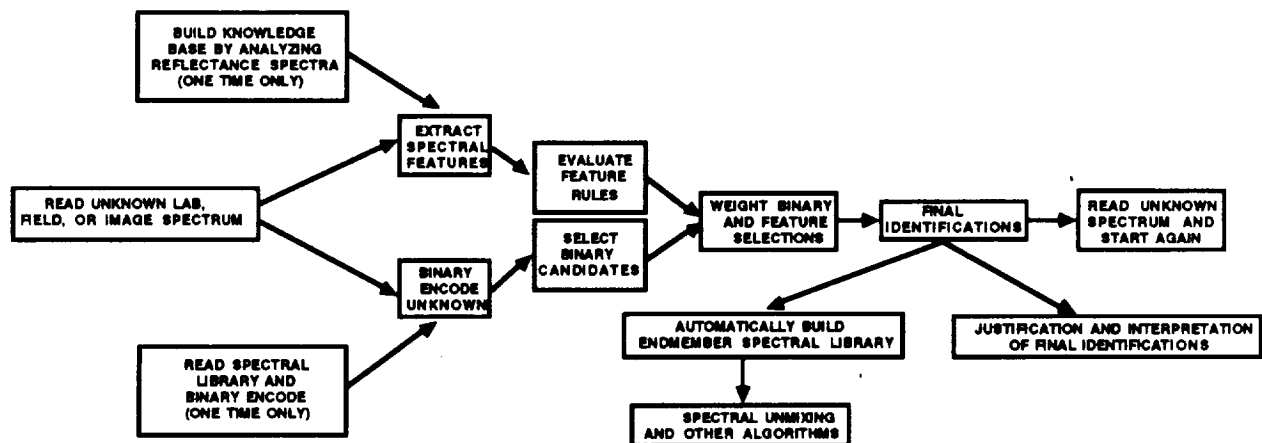 BUILD KNOWLEDGE
BASE BY ANALYZING
REFLECTANCE SPECTRA
(ONE TIME ONLY)
EXTRACT
SPECTRAL
FEATURES
EVALUATE
FEATURE
RULES
READ UNKNOWN LAB,
FIELD, OR IMAGE SPECTRUM
WEIGHT BINARY
AND FEATURE
SELECTIONS
FINAL
IDENTIFICATIONS
READ UNKNOWN
SPECTRUM AND
START AGAIN
SELECT
BINARY
CANDIDATES
BINARY
ENCODE
UNKNOWN
READ SPECTRAL
LIBRARY AND
BINARY ENCODE
(ONE TIME ONLY)
AUTOMATICALLY BUILD
ENDMEMBER SPECTRAL LIBRARY
JUSTIFICATION AND INTERPRETATION
OF FINAL IDENTIFICATIONS
SPECTRAL UNMIXING
AND OTHER ALGORITHMS